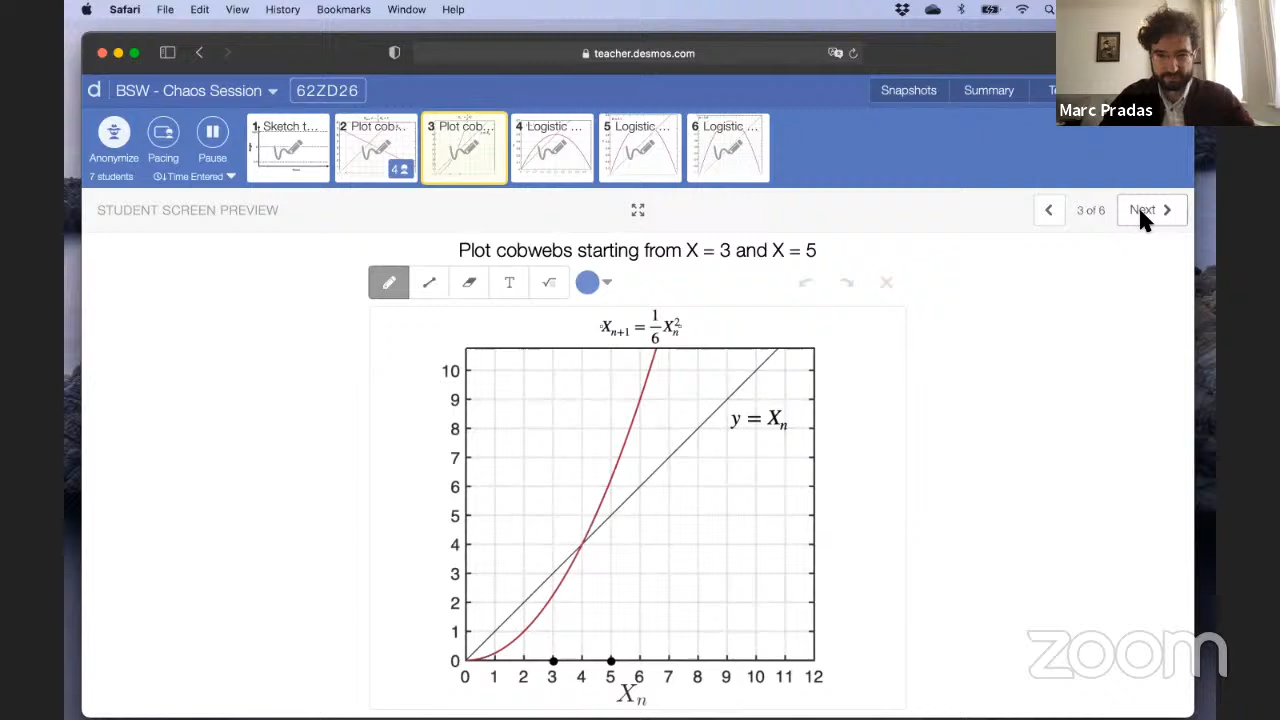 Safari File Edit View History Bookmarks Window Help
teacher.desmos.com
d BSW - Chaos Session 62ZD26 Snapshots Summary
Anonymize Pacing Pause
7 students Time Entered
1 Sketch t...
2 Plot cob...
4
3 Plot cob...
4 Logistic ...
5 Logistic ...
6 Logistic ...
Marc Pradas
STUDENT SCREEN PREVIEW 3 of 6 Next
Plot cobwebs starting from X = 3 and X = 5
T √
X_{n+1} = \frac{1}{6}X_n^2
10
9
8
7
6
5
4
3
2
1
0
y = X_n
0 1 2 3 4 5 6 7 8 9 10 11 12
X_n
zoom